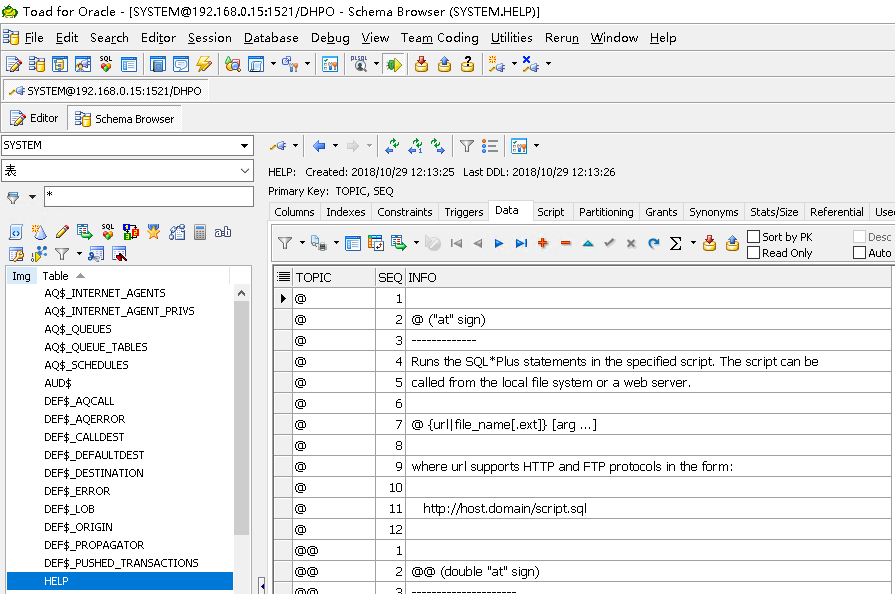 Toad for Oracle - [SYSTEM@192.168.0.15:1521/DHPO - Schema Browser (SYSTEM.HELP)]
File Edit Search Editor Session Database Debug View Team Coding Utilities Rerun Window Help
SYSTEM@192.168.0.15:1521/DHPO
Editor Schema Browser
SYSTEM
表
*
HELP: Created: 2018/10/29 12:13:25 Last DDL: 2018/10/29 12:13:26
Primary Key: TOPIC, SEQ
Columns Indexes Constraints Triggers Data Script Partitioning Grants Synonyms Stats/Size Referential Used
Sort by PK Desc
Read Only Auto
Img Table
AQ$_INTERNET_AGENTS
AQ$_INTERNET_AGENT_PRIVS
AQ$_QUEUES
AQ$_QUEUE_TABLES
AQ$_SCHEDULES
AUD$
DEF$_AQCALL
DEF$_AQERROR
DEF$_CALLDEST
DEF$_DEFAULTDEST
DEF$_DESTINATION
DEF$_ERROR
DEF$_LOB
DEF$_ORIGIN
DEF$_PROPAGATOR
DEF$_PUSHED_TRANSACTIONS
HELP
TOPIC SEQ INFO
@ 1
@ 2 @ ("at" sign)
@ 3 -------------
@ 4 Runs the SQL*Plus statements in the specified script. The script can be
@ 5 called from the local file system or a web server.
@ 6
@ 7 @ {url|file_name[.ext]} [arg ...]
@ 8
@ 9 where url supports HTTP and FTP protocols in the form:
@ 10
@ 11 http://host.domain/script.sql
@ 12
@@ 1
@@ 2 @@ (double "at" sign)
@@ 3 ---------------------